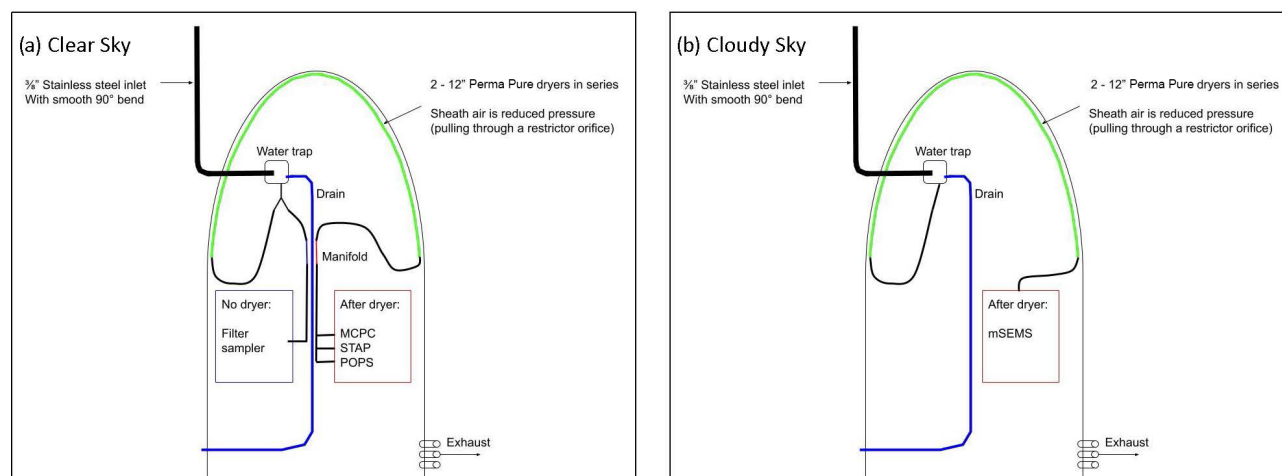 (a) Clear Sky
⅜” Stainless steel inlet
With smooth 90° bend
2 - 12” Perma Pure dryers in series
Sheath air is reduced pressure
(pulling through a restrictor orifice)
Water trap
Drain
Manifold
No dryer:
Filter
sampler
After dryer:
MCPC
STAP
POPS
Exhaust
(b) Cloudy Sky
⅜” Stainless steel inlet
With smooth 90° bend
2 - 12” Perma Pure dryers in series
Sheath air is reduced pressure
(pulling through a restrictor orifice)
Water trap
Drain
After dryer:
mSEMS
Exhaust